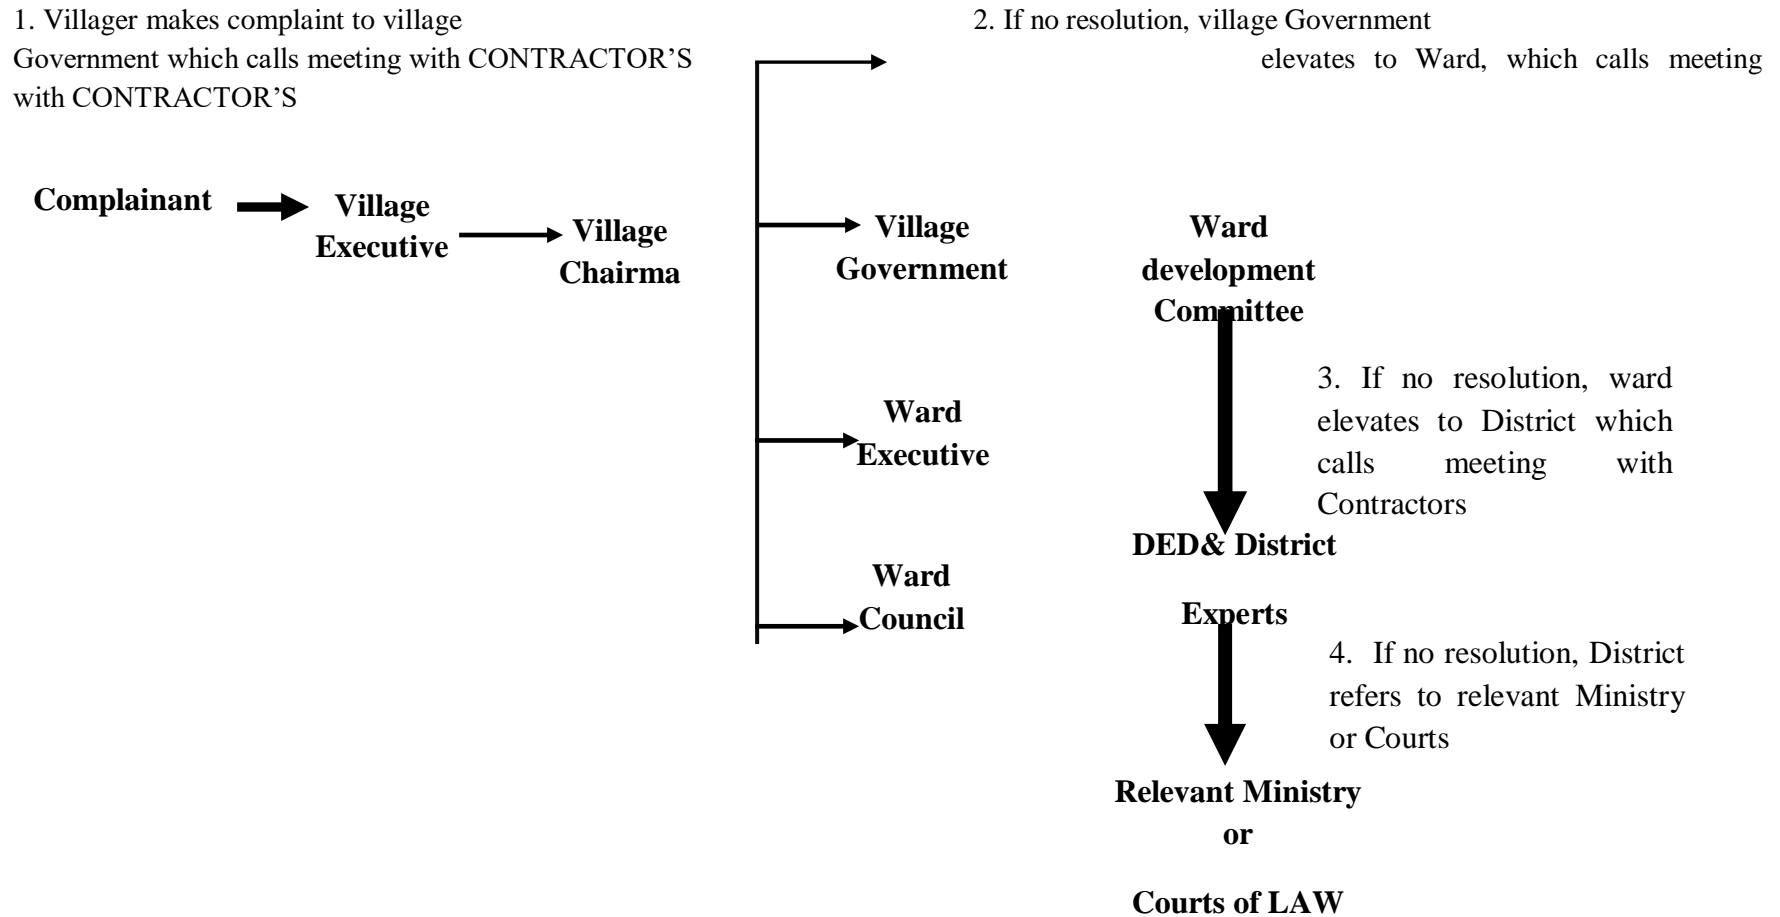 1. Villager makes complaint to village
Government which calls meeting with CONTRACTOR’S
with CONTRACTOR’S
2. If no resolution, village Government
elevates to Ward, which calls meeting
Complainant
Village
Executive
Village
Chairma
Village
Government
Ward
development
Committee
3. If no resolution, ward
elevates to District which
calls meeting with
Contractors
Ward
Executive
DED& District
Experts
Ward
Council
4. If no resolution, District
refers to relevant Ministry
or Courts
Relevant Ministry
or
Courts of LAW